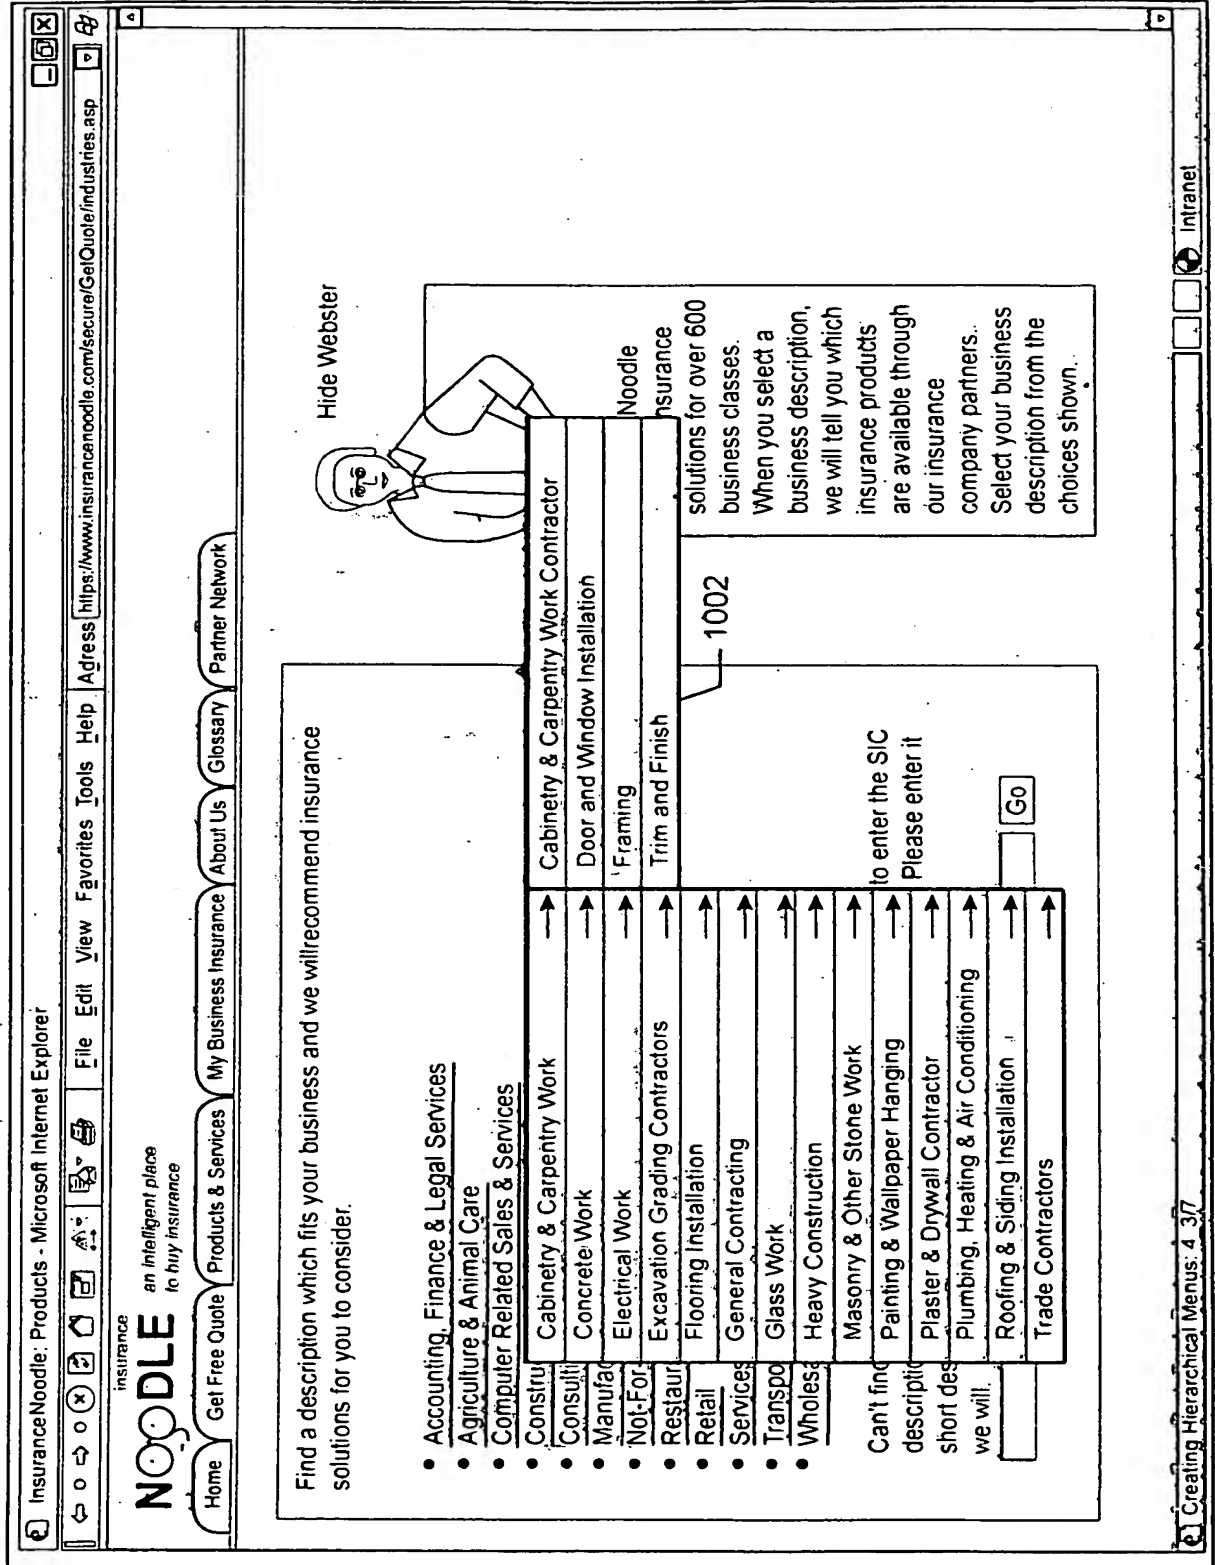 InsuranceNoodle: Products - Microsoft Internet Explorer
File Edit View Favorites Tools Help Adress https://www.insurancenoodle.com/secure/GetQuote/industries.asp
insurance
NOODLE
an intelligent place
to buy insurance
Home Get Free Quote Products & Services My Business Insurance About Us Glossary Partner Network
Find a description which fits your business and we willrecommend insurance
solutions for you to consider.
• Accounting, Finance & Legal Services
• Agriculture & Animal Care
• Computer Related Sales & Services
• Constru
• Consulti
• Manufac
• Not-For
• Restaur
• Retail
• Services
• Transpo
• Wholesa
Cabinetry & Carpentry Work
Concrete Work
Electrical Work
Excavation Grading Contractors
Flooring Installation
General Contracting
Glass Work
Heavy Construction
Masonry & Other Stone Work
Painting & Wallpaper Hanging
Plaster & Drywall Contractor
Plumbing, Heating & Air Conditioning
Roofing & Siding Installation
Trade Contractors
Cabinetry & Carpentry Work Contractor
Door and Window Installation
Framing
Trim and Finish
1002
Can't find to enter the SIC
descriptio Please enter it
short des
we will.
Go
Hide Webster
Noodle
nsurance
solutions for over 600
business classes.
When you select a
business description,
we will tell you which
insurance products
are available through
our insurance
company partners.
Select your business
description from the
choices shown.
Creating Hierarchical Menus: 4 3/7 Intranet